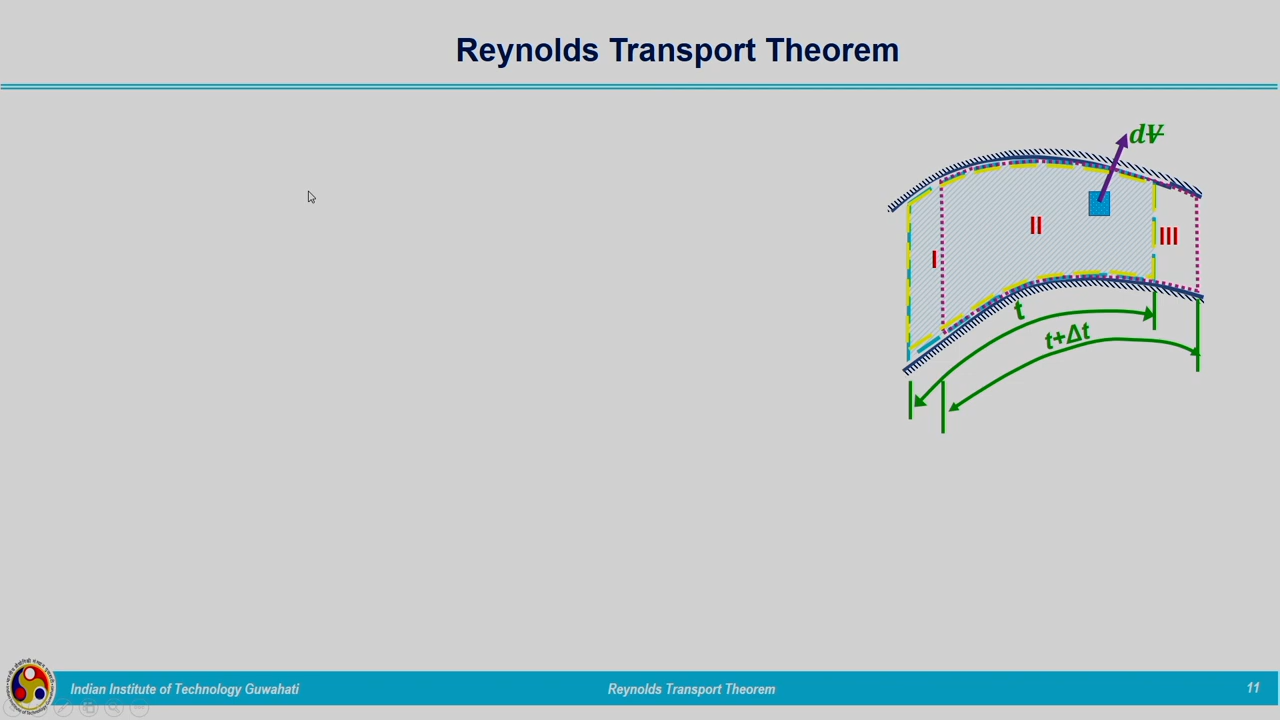 Reynolds Transport Theorem
dV
I
II
III
t
t+Δt
Indian Institute of Technology Guwahati
Reynolds Transport Theorem
11